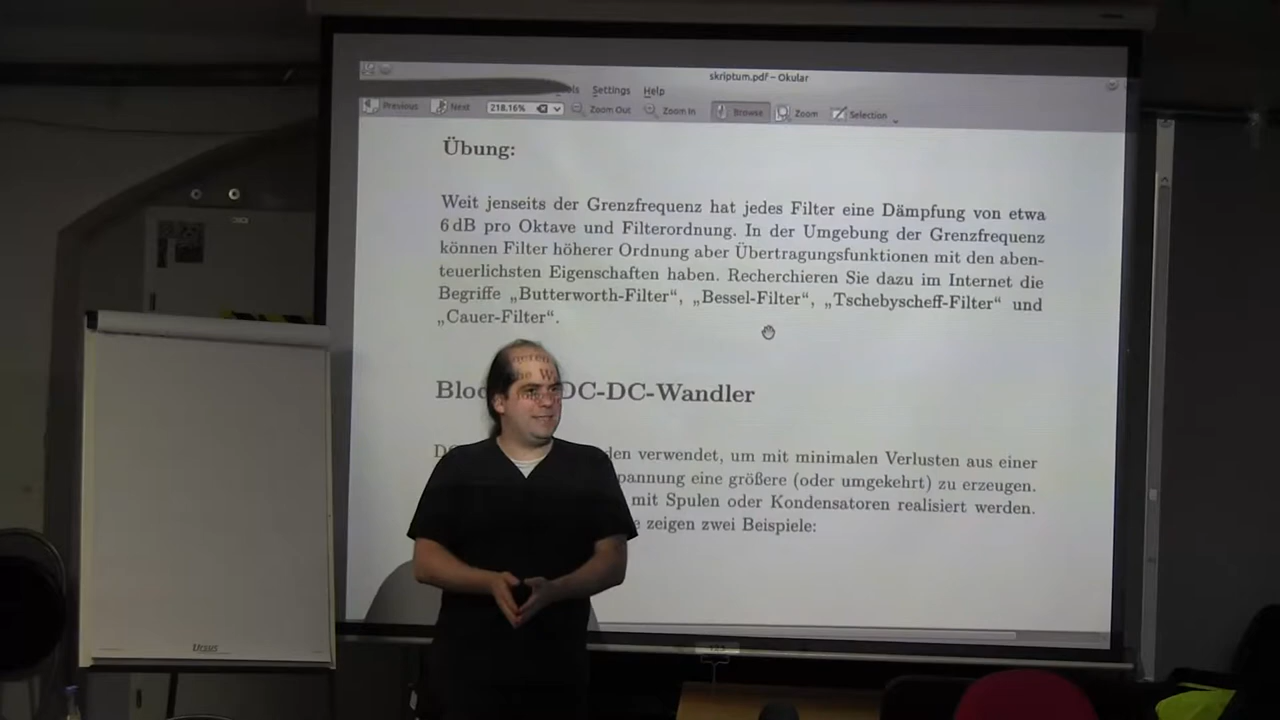 skriptum.pdf – Okular
Settings Help
Previous Next 218.16% Zoom Out Zoom In Browse Zoom Selection
Übung:
Weit jenseits der Grenzfrequenz hat jedes Filter eine Dämpfung von etwa
6 dB pro Oktave und Filterordnung. In der Umgebung der Grenzfrequenz
können Filter höherer Ordnung aber Übertragungsfunktionen mit den aben-
teuerlichsten Eigenschaften haben. Recherchieren Sie dazu im Internet die
Begriffe „Butterworth-Filter“, „Bessel-Filter“, „Tschebyscheff-Filter“ und
„Cauer-Filter“.
DC-DC-Wandler
verwendet, um mit minimalen Verlusten aus einer
eine größere (oder umgekehrt) zu erzeugen.
mit Spulen oder Kondensatoren realisiert werden.
zeigen zwei Beispiele: